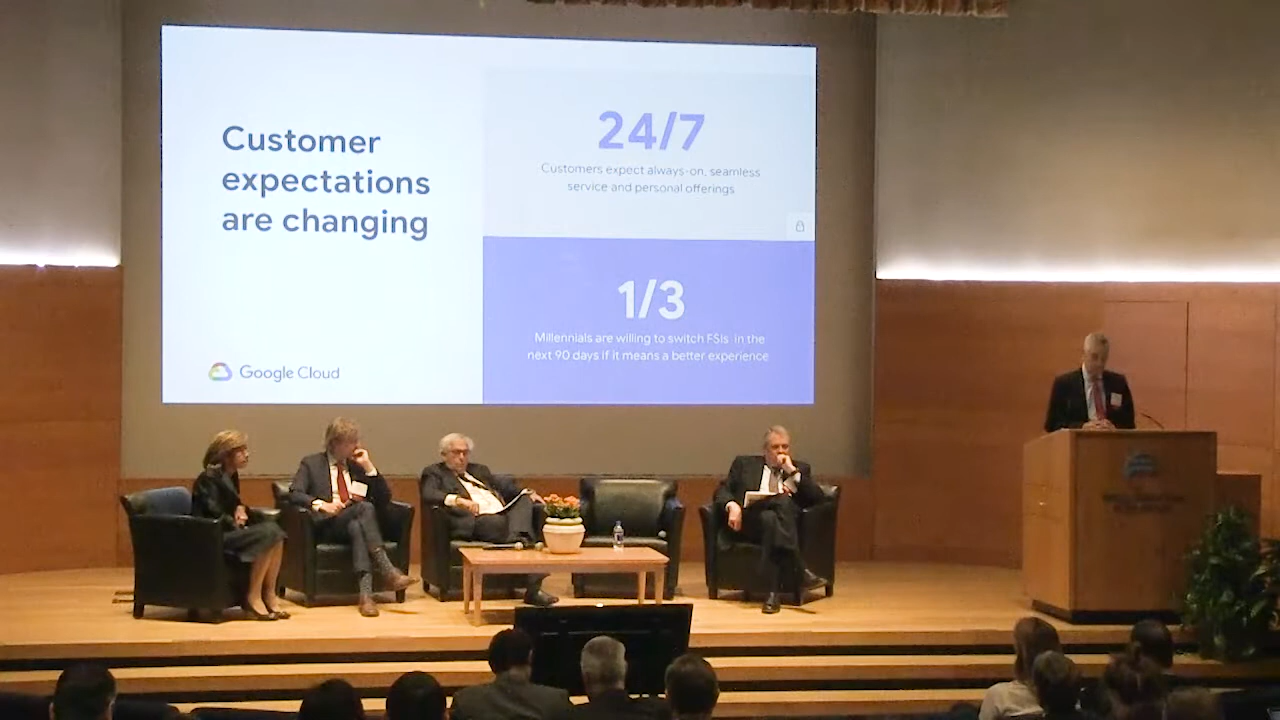 Customer
expectations
are changing
Google Cloud
24/7
Customers expect always-on, seamless
service and personal offerings
1/3
Millennials are willing to switch FSIs in the
next 90 days if it means a better experience